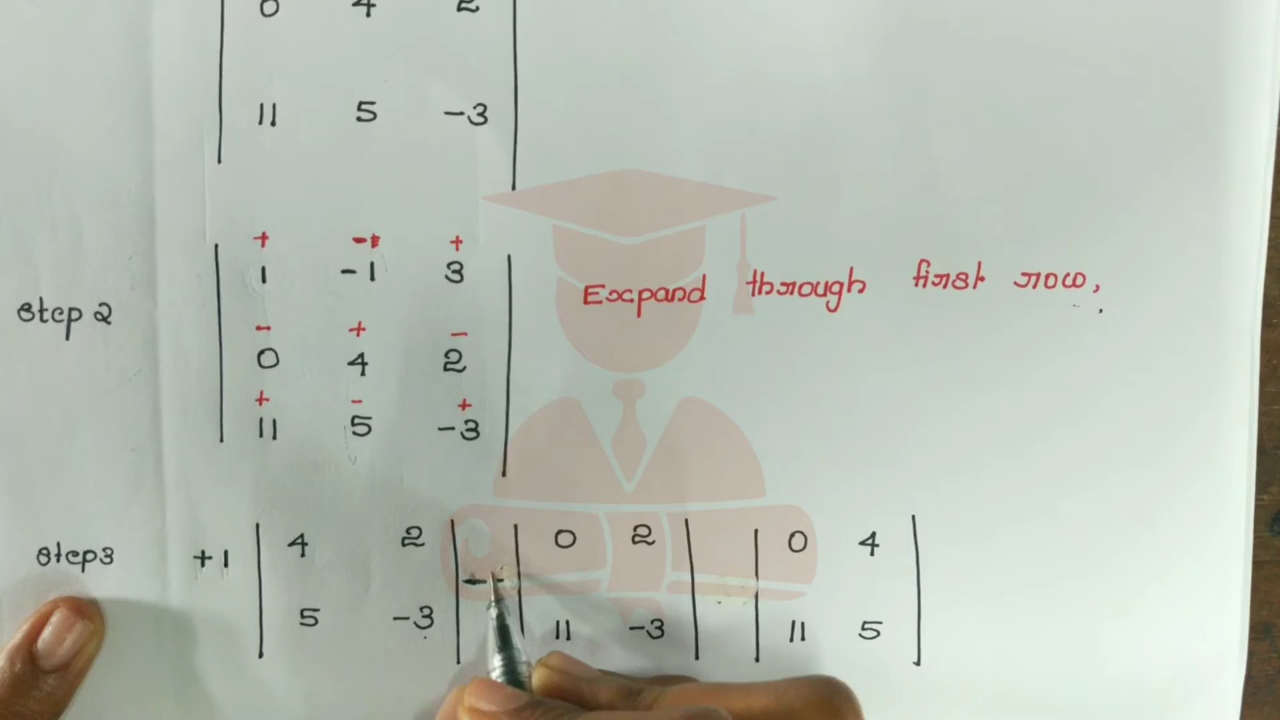 0 4 2
11 5 -3
+ - +
1 -1 3
Step 2 Expand through first row,
- + -
0 4 2
+ - +
11 5 -3
Step3 +1 4 2 - 0 2 0 4
5 -3 11 -3 11 5